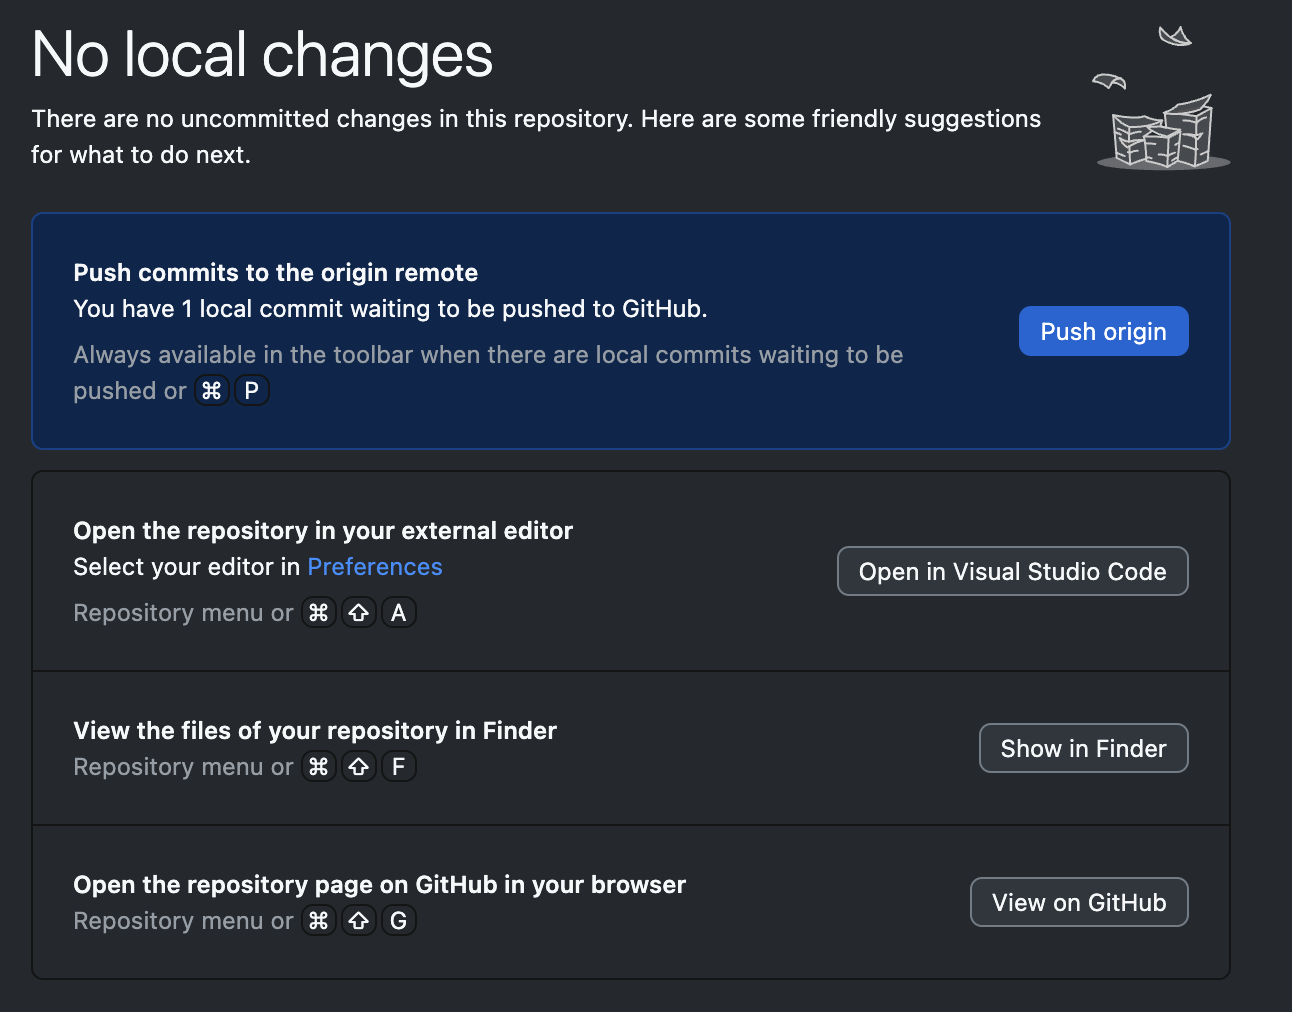 No local changes
There are no uncommitted changes in this repository. Here are some friendly suggestions
for what to do next.
Push commits to the origin remote
You have 1 local commit waiting to be pushed to GitHub.
Always available in the toolbar when there are local commits waiting to be
pushed or ⌘ P
Push origin
Open the repository in your external editor
Select your editor in Preferences
Repository menu or ⌘ ⇧ A
Open in Visual Studio Code
View the files of your repository in Finder
Repository menu or ⌘ ⇧ F
Show in Finder
Open the repository page on GitHub in your browser
Repository menu or ⌘ ⇧ G
View on GitHub